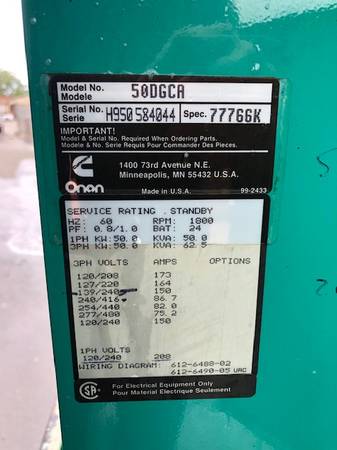 Model No. 50DGCA
Modele
Serial No. H950584044 Spec. 77766K
Serie
IMPORTANT!
Model & Serial No. Required When Ordering Parts.
Modele & No Serie Requis Pour Commander Des Pieces.
1400 73rd Avenue N.E.
Minneapolis, MN 55432 U.S.A.
Onan
Made in U.S.A. 99-2433
SERVICE RATING . STANDBY
HZ: 60 RPM: 1800
PF: 0.8/1.0 BAT: 24
1PH KW:50.0 KVA: 50.0
3PH KW:50.0 KVA: 62.5
3PH VOLTS AMPS OPTIONS
120/208 173
127/220 164
139/240 150
240/416 86.7
254/440 82.0
277/480 75.2
120/240 150
1PH VOLTS
120/240 208
WIRING DIAGRAM: 612-6488-02
612-6490-05 UAC
SA
For Electrical Equipment Only
Pour Material Electrique Seulement